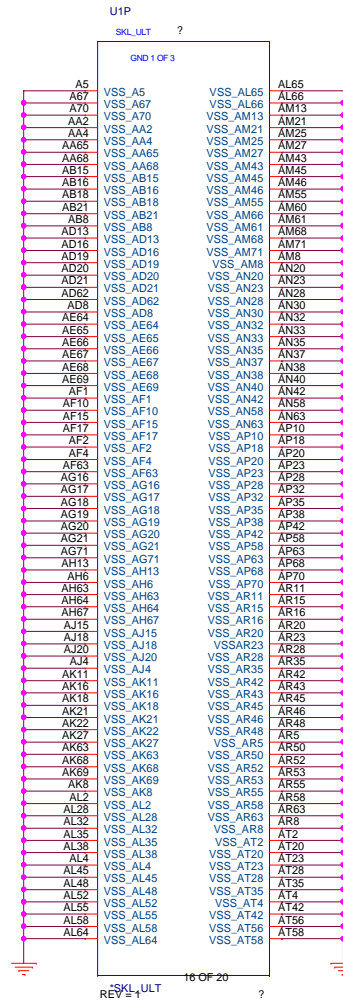 U1P
SKL_ULT ?
GND 1 OF 3
A5 VSS_A5 VSS_AL65 AL65
A67 VSS_A67 VSS_AL66 AL66
A70 VSS_A70 VSS_AM13 AM13
AA2 VSS_AA2 VSS_AM21 AM21
AA4 VSS_AA4 VSS_AM25 AM25
AA65 VSS_AA65 VSS_AM27 AM27
AA68 VSS_AA68 VSS_AM43 AM43
AB15 VSS_AB15 VSS_AM45 AM45
AB16 VSS_AB16 VSS_AM46 AM46
AB18 VSS_AB18 VSS_AM55 AM55
AB21 VSS_AB21 VSS_AM66 AM60
AB8 VSS_AB8 VSS_AM61 AM61
AD13 VSS_AD13 VSS_AM68 AM68
AD16 VSS_AD16 VSS_AM71 AM71
AD19 VSS_AD19 VSS_AM8 AM8
AD20 VSS_AD20 VSS_AN20 AN20
AD21 VSS_AD21 VSS_AN23 AN23
AD62 VSS_AD62 VSS_AN28 AN28
AD8 VSS_AD8 VSS_AN30 AN30
AE64 VSS_AE64 VSS_AN32 AN32
AE65 VSS_AE65 VSS_AN33 AN33
AE66 VSS_AE66 VSS_AN35 AN35
AE67 VSS_AE67 VSS_AN37 AN37
AE68 VSS_AE68 VSS_AN38 AN38
AE69 VSS_AE69 VSS_AN40 AN40
AF1 VSS_AF1 VSS_AN42 AN42
AF10 VSS_AF10 VSS_AN58 AN58
AF15 VSS_AF15 VSS_AN63 AN63
AF17 VSS_AF17 VSS_AP10 AP10
AF2 VSS_AF2 VSS_AP18 AP18
AF4 VSS_AF4 VSS_AP20 AP20
AF63 VSS_AF63 VSS_AP23 AP23
AG16 VSS_AG16 VSS_AP28 AP28
AG17 VSS_AG17 VSS_AP32 AP32
AG18 VSS_AG18 VSS_AP35 AP35
AG19 VSS_AG19 VSS_AP38 AP38
AG20 VSS_AG20 VSS_AP42 AP42
AG21 VSS_AG21 VSS_AP58 AP58
AG71 VSS_AG71 VSS_AP63 AP63
AH13 VSS_AH13 VSS_AP68 AP68
AH6 VSS_AH6 VSS_AP70 AP70
AH63 VSS_AH63 VSS_AR11 AR11
AH64 VSS_AH64 VSS_AR15 AR15
AH67 VSS_AH67 VSS_AR16 AR16
AJ15 VSS_AJ15 VSS_AR20 AR20
AJ18 VSS_AJ18 VSSAR23 AR23
AJ20 VSS_AJ20 VSS_AR28 AR28
AJ4 VSS_AJ4 VSS_AR35 AR35
AK11 VSS_AK11 VSS_AR42 AR42
AK16 VSS_AK16 VSS_AR43 AR43
AK18 VSS_AK18 VSS_AR45 AR45
AK21 VSS_AK21 VSS_AR46 AR46
AK22 VSS_AK22 VSS_AR48 AR48
AK27 VSS_AK27 VSS_AR5 AR5
AK63 VSS_AK63 VSS_AR50 AR50
AK68 VSS_AK68 VSS_AR52 AR52
AK69 VSS_AK69 VSS_AR53 AR53
AK8 VSS_AK8 VSS_AR55 AR55
AL2 VSS_AL2 VSS_AR58 AR58
AL28 VSS_AL28 VSS_AR63 AR63
AL32 VSS_AL32 VSS_AR8 AR8
AL35 VSS_AL35 VSS_AT2 AT2
AL38 VSS_AL38 VSS_AT20 AT20
AL4 VSS_AL4 VSS_AT23 AT23
AL45 VSS_AL45 VSS_AT28 AT28
AL48 VSS_AL48 VSS_AT35 AT35
AL52 VSS_AL52 VSS_AT4 AT4
AL55 VSS_AL55 VSS_AT42 AT42
AL58 VSS_AL58 VSS_AT56 AT56
AL64 VSS_AL64 VSS_AT58 AT58
16 OF 20
*SKL_ULT
REV = 1 ?